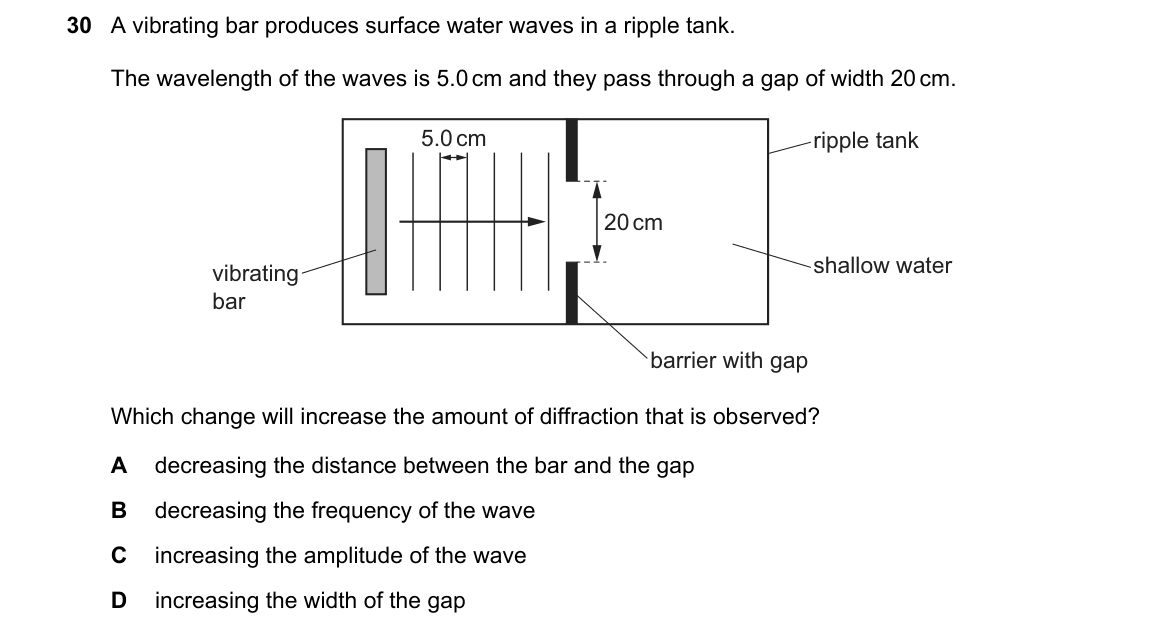 30 A vibrating bar produces surface water waves in a ripple tank.
The wavelength of the waves is 5.0 cm and they pass through a gap of width 20 cm.
5.0 cm
ripple tank
20 cm
vibrating
bar
shallow water
barrier with gap
Which change will increase the amount of diffraction that is observed?
A decreasing the distance between the bar and the gap
B decreasing the frequency of the wave
C increasing the amplitude of the wave
D increasing the width of the gap